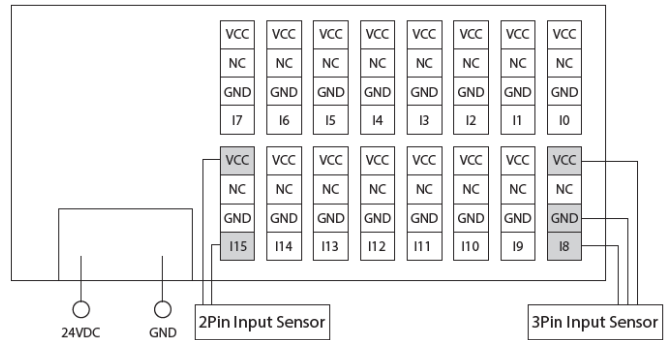 VCC VCC VCC VCC VCC VCC VCC VCC
NC NC NC NC NC NC NC NC
GND GND GND GND GND GND GND GND
I7 I6 I5 I4 I3 I2 I1 I0
VCC VCC VCC VCC VCC VCC VCC VCC
NC NC NC NC NC NC NC NC
GND GND GND GND GND GND GND GND
I15 I14 I13 I12 I11 I10 I9 I8
24VDC GND 2Pin Input Sensor 3Pin Input Sensor